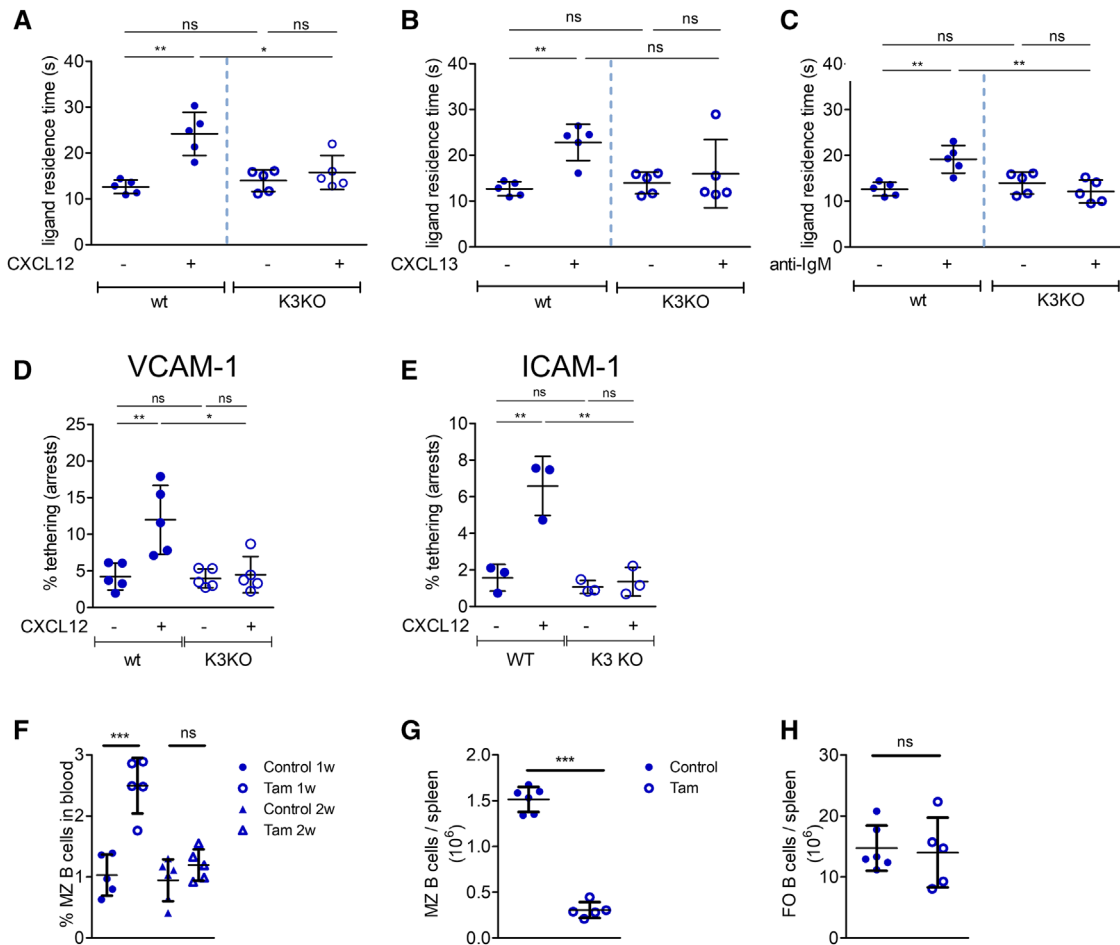 A
ns
ns
**
*
ligand residence time (s)
40
30
20
10
0
CXCL12
-
+
-
+
wt
K3KO
B
ns
ns
**
ns
ligand residence time (s)
40
30
20
10
0
CXCL13
-
+
-
+
wt
K3KO
C
ns
ns
**
**
ligand residence time (s)
40
30
20
10
0
anti-IgM
-
+
-
+
wt
K3KO
D
VCAM-1
ns
ns
**
*
% tethering (arrests)
25
20
15
10
5
0
CXCL12
-
+
-
+
wt
K3KO
E
ICAM-1
ns
ns
**
**
% tethering (arrests)
10
8
6
4
2
0
CXCL12
-
+
-
+
WT
K3 KO
F
***
ns
% MZ B cells in blood
3
2
1
0
Control 1w
Tam 1w
Control 2w
Tam 2w
G
***
MZ B cells / spleen
(10⁶)
2.0
1.5
1.0
0.5
0
Control
Tam
H
ns
FO B cells / spleen
(10⁶)
30
20
10
0